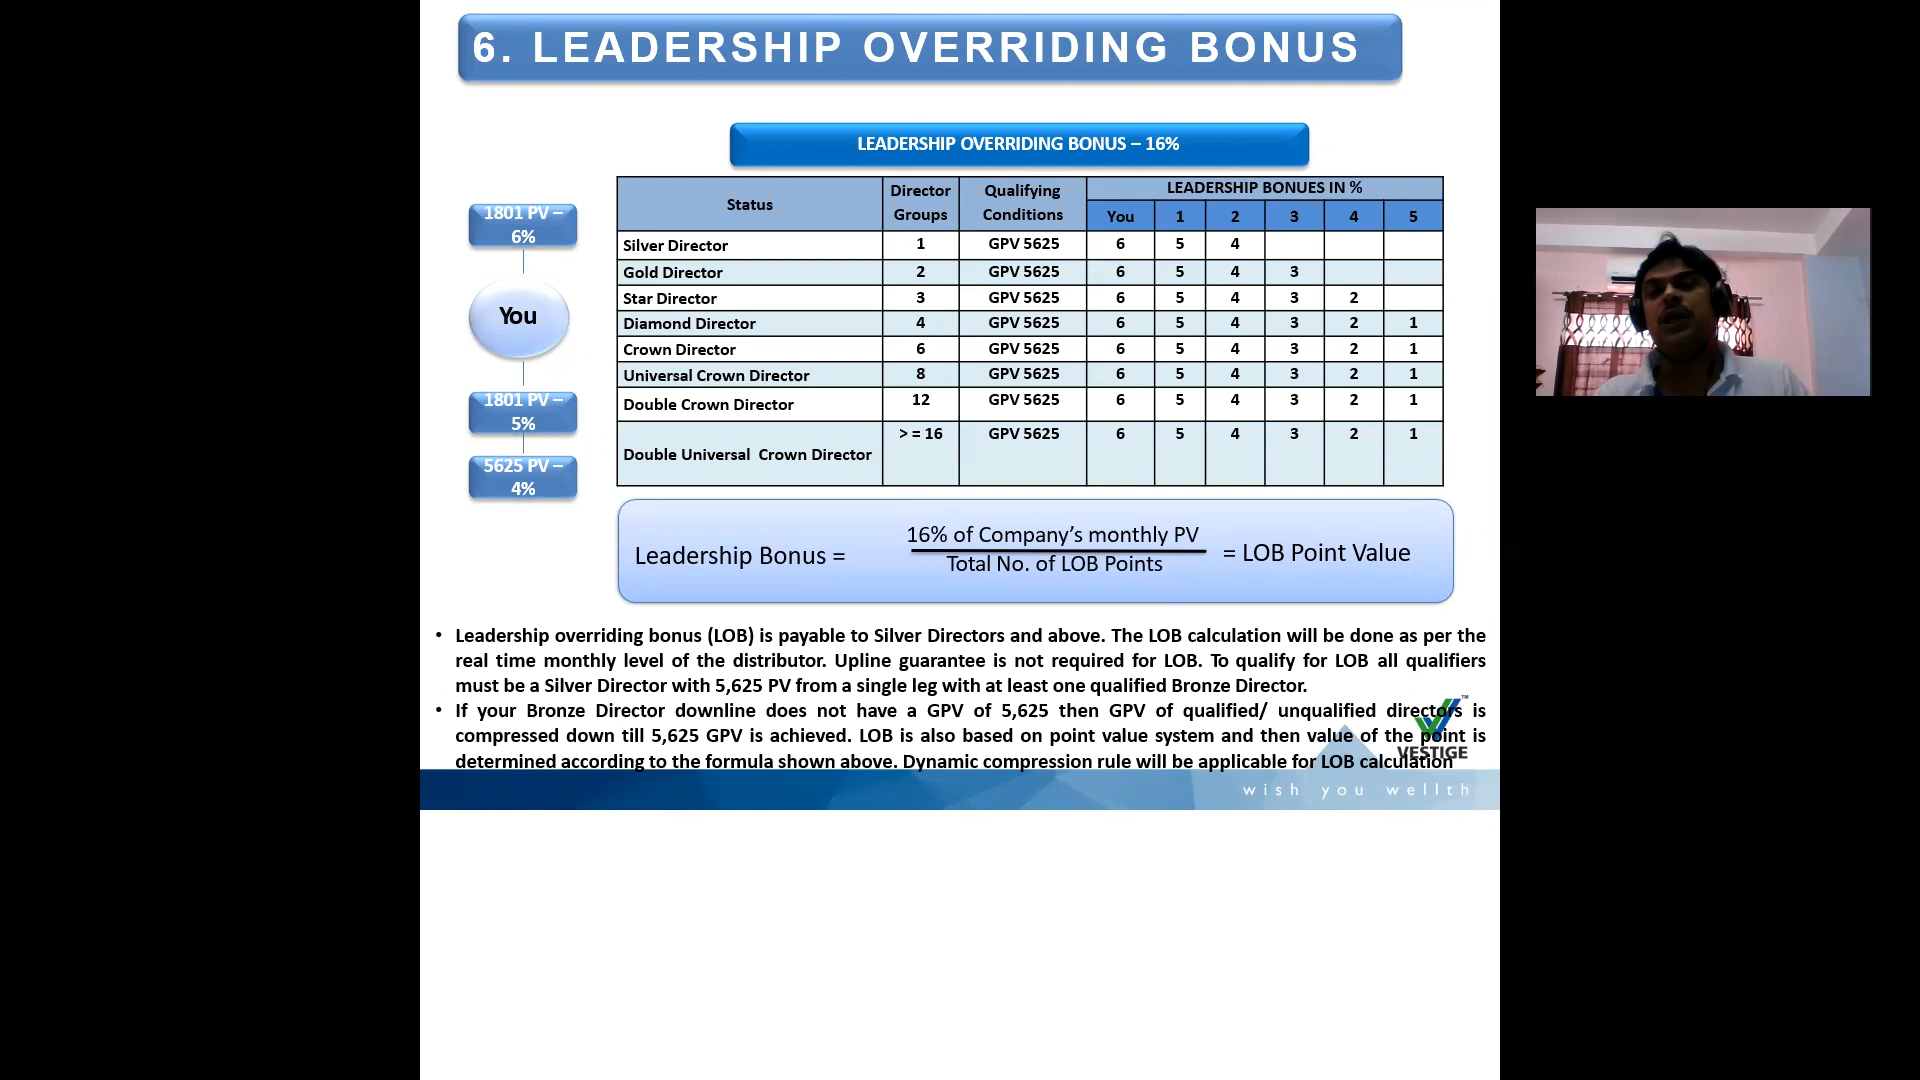 6. LEADERSHIP OVERRIDING BONUS
LEADERSHIP OVERRIDING BONUS – 16%
1801 PV –
6%
You
1801 PV –
5%
5625 PV –
4%
Status Director Groups Qualifying Conditions LEADERSHIP BONUES IN %
You 1 2 3 4 5
Silver Director 1 GPV 5625 6 5 4
Gold Director 2 GPV 5625 6 5 4 3
Star Director 3 GPV 5625 6 5 4 3 2
Diamond Director 4 GPV 5625 6 5 4 3 2 1
Crown Director 6 GPV 5625 6 5 4 3 2 1
Universal Crown Director 8 GPV 5625 6 5 4 3 2 1
Double Crown Director 12 GPV 5625 6 5 4 3 2 1
Double Universal Crown Director > = 16 GPV 5625 6 5 4 3 2 1
16% of Company’s monthly PV
Leadership Bonus = = LOB Point Value
Total No. of LOB Points
• Leadership overriding bonus (LOB) is payable to Silver Directors and above. The LOB calculation will be done as per the
real time monthly level of the distributor. Upline guarantee is not required for LOB. To qualify for LOB all qualifiers
must be a Silver Director with 5,625 PV from a single leg with at least one qualified Bronze Director.
• If your Bronze Director downline does not have a GPV of 5,625 then GPV of qualified/ unqualified directors is
compressed down till 5,625 GPV is achieved. LOB is also based on point value system and then value of the point is
determined according to the formula shown above. Dynamic compression rule will be applicable for LOB calculation
VESTIGE™
wish you wellth